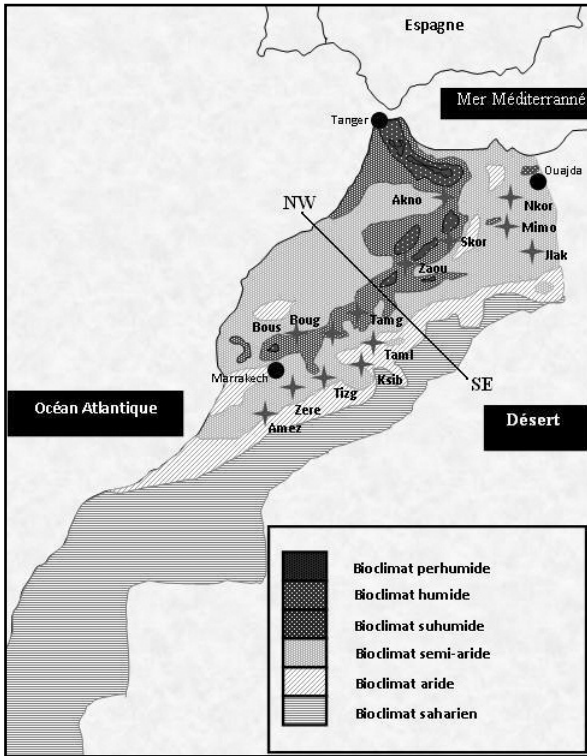 Espagne
Mer Méditerranné
Tanger
Ouajda
Akno
Nkor
NW
Mimo
Skor
Jlak
Zaou
Bous
Boug
Tamg
Taml
Marrakech
Ksib
SE
Tizg
Océan Atlantique
Zere
Désert
Amez
Bioclimat perhumide
Bioclimat humide
Bioclimat suhumide
Bioclimat semi-aride
Bioclimat aride
Bioclimat saharien